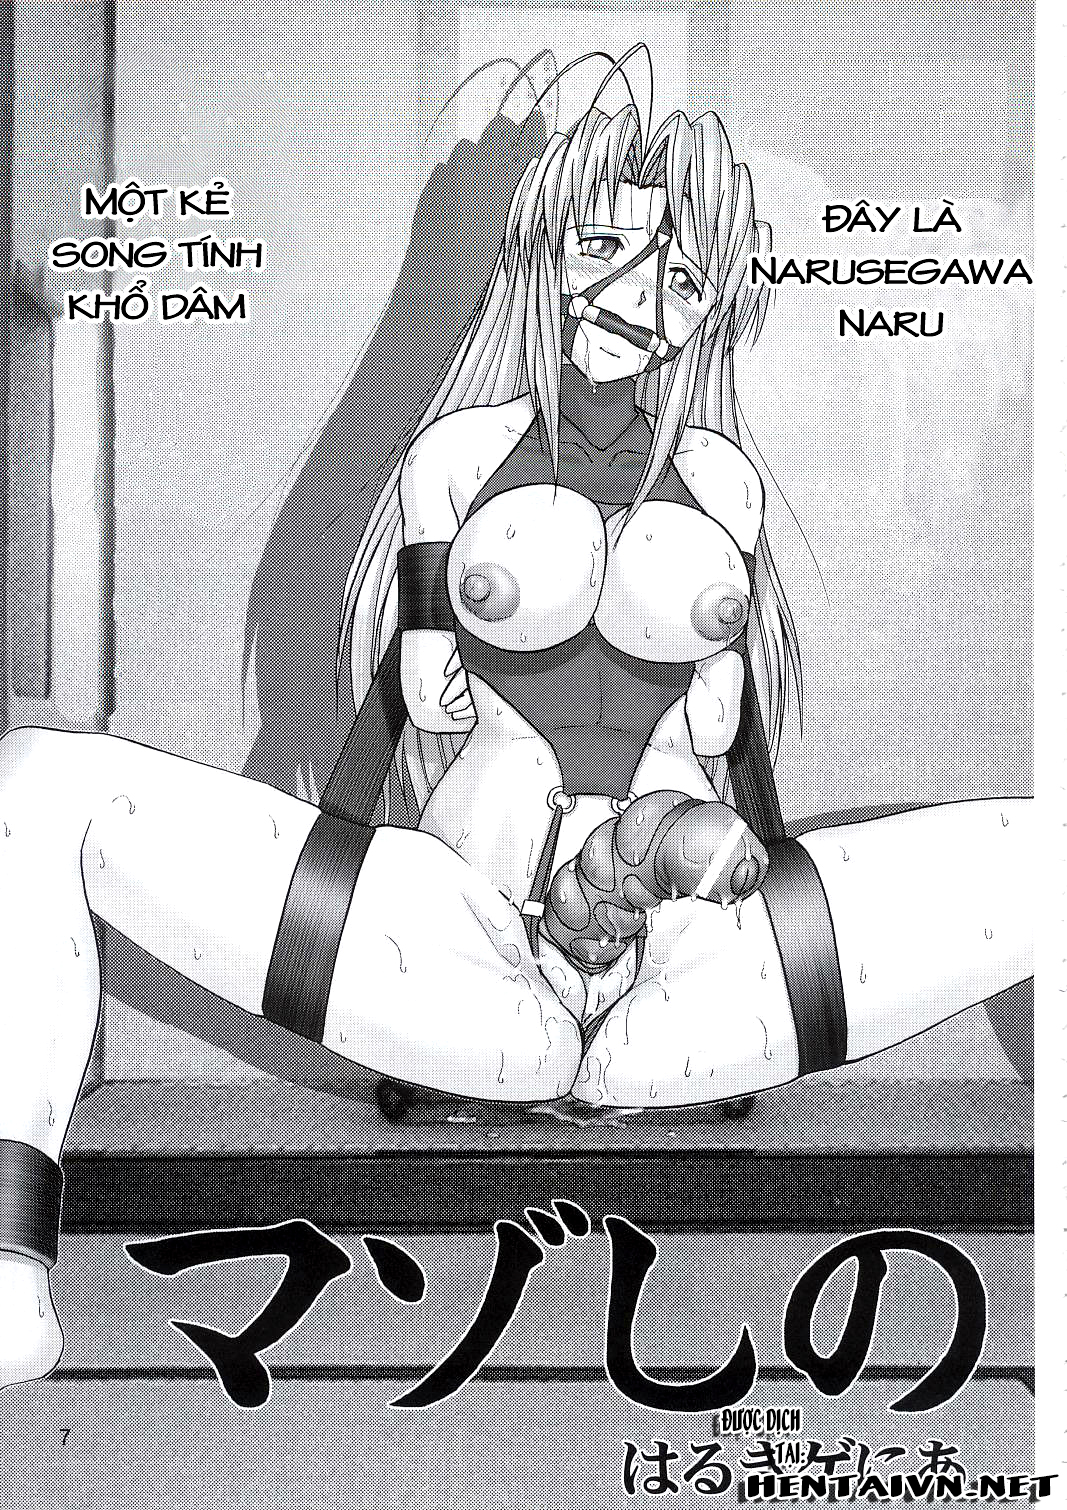 ĐÂY LÀ
NARUSEGAWA
NARU
MỘT KẺ
SONG TÍNH
KHỔ DÂM
マゾしの
ĐƯỢC DỊCH
TẠI:
HENTAIVN.NET
7